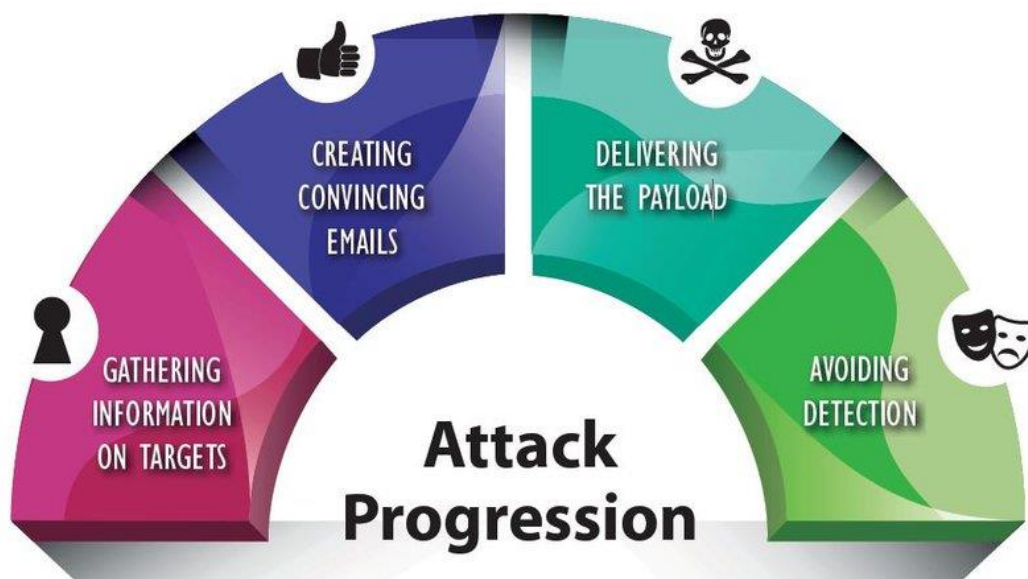 GATHERING
INFORMATION
ON TARGETS
CREATING
CONVINCING
EMAILS
DELIVERING
THE PAYLOAD
AVOIDING
DETECTION
Attack
Progression